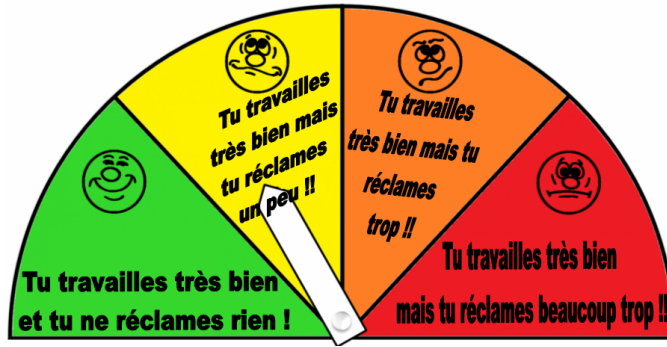 Tu travailles très bien
et tu ne réclames rien !
Tu travailles
très bien mais
tu réclames
un peu !!
Tu travailles
très bien mais tu
réclames
trop !!
Tu travailles très bien
mais tu réclames beaucoup trop !!